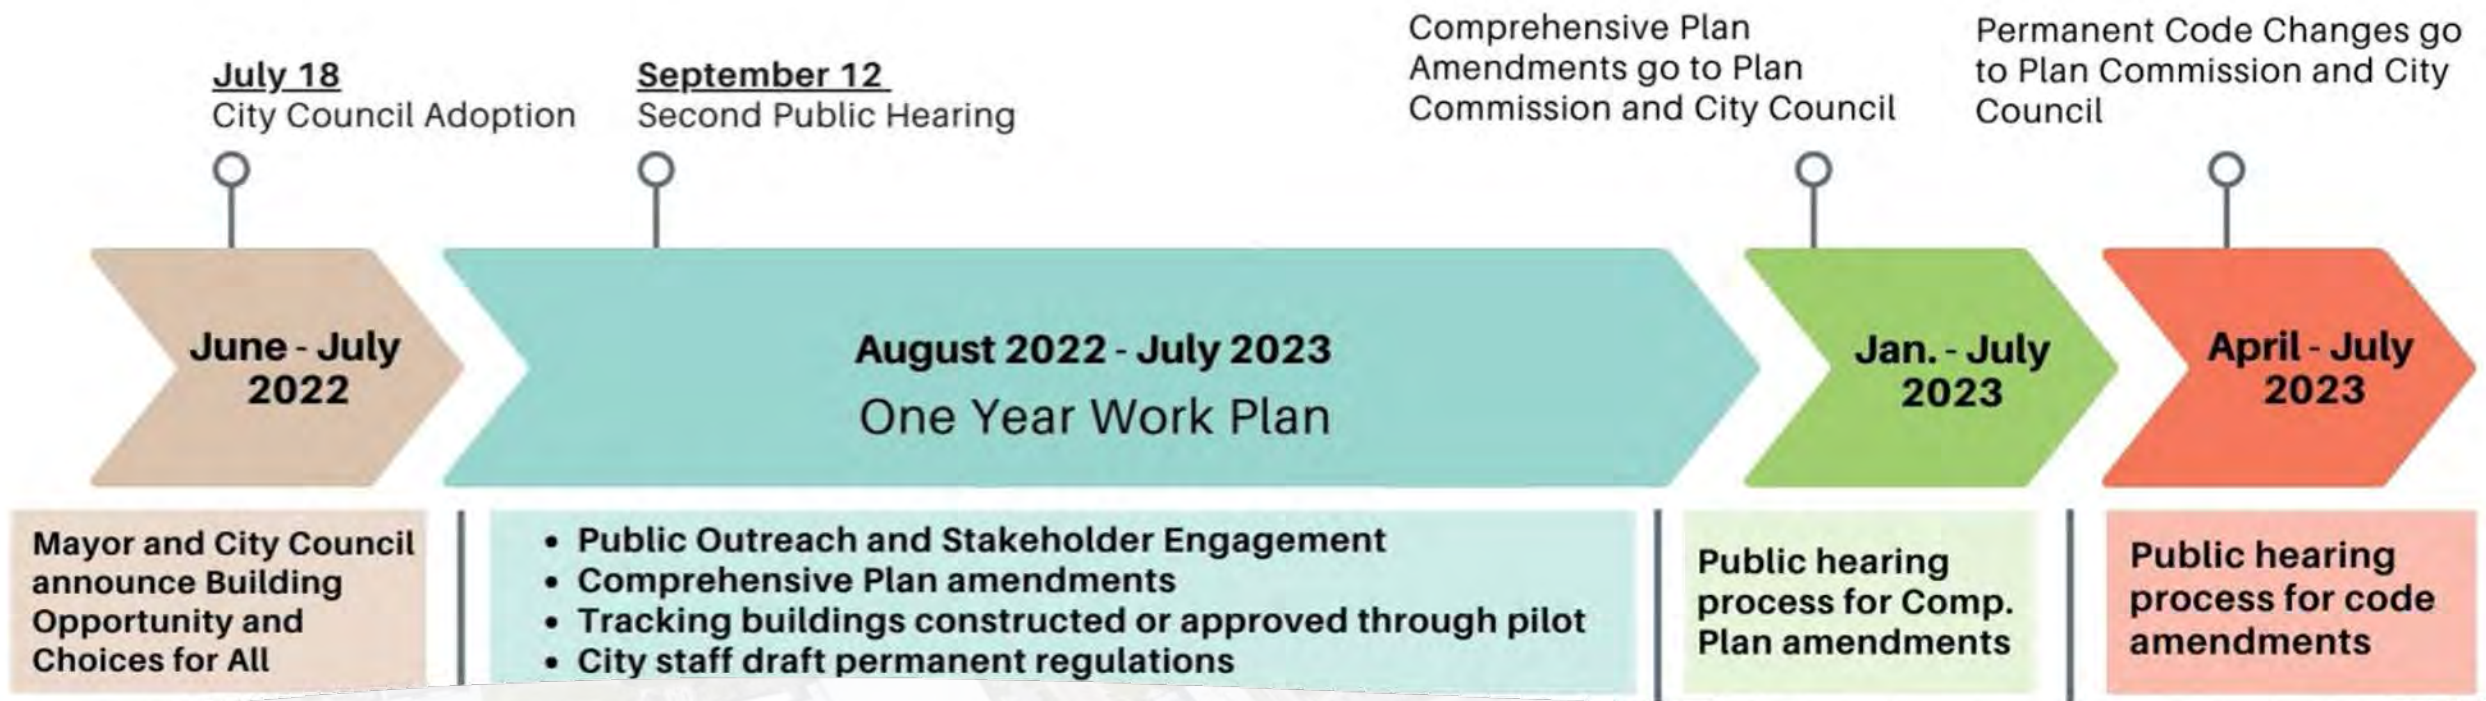 July 18
City Council Adoption
September 12
Second Public Hearing
Comprehensive Plan
Amendments go to Plan
Commission and City Council
Permanent Code Changes go
to Plan Commission and City
Council
June - July
2022
August 2022 - July 2023
One Year Work Plan
Jan. - July
2023
April - July
2023
Mayor and City Council
announce Building
Opportunity and
Choices for All
• Public Outreach and Stakeholder Engagement
• Comprehensive Plan amendments
• Tracking buildings constructed or approved through pilot
• City staff draft permanent regulations
Public hearing
process for Comp.
Plan amendments
Public hearing
process for code
amendments